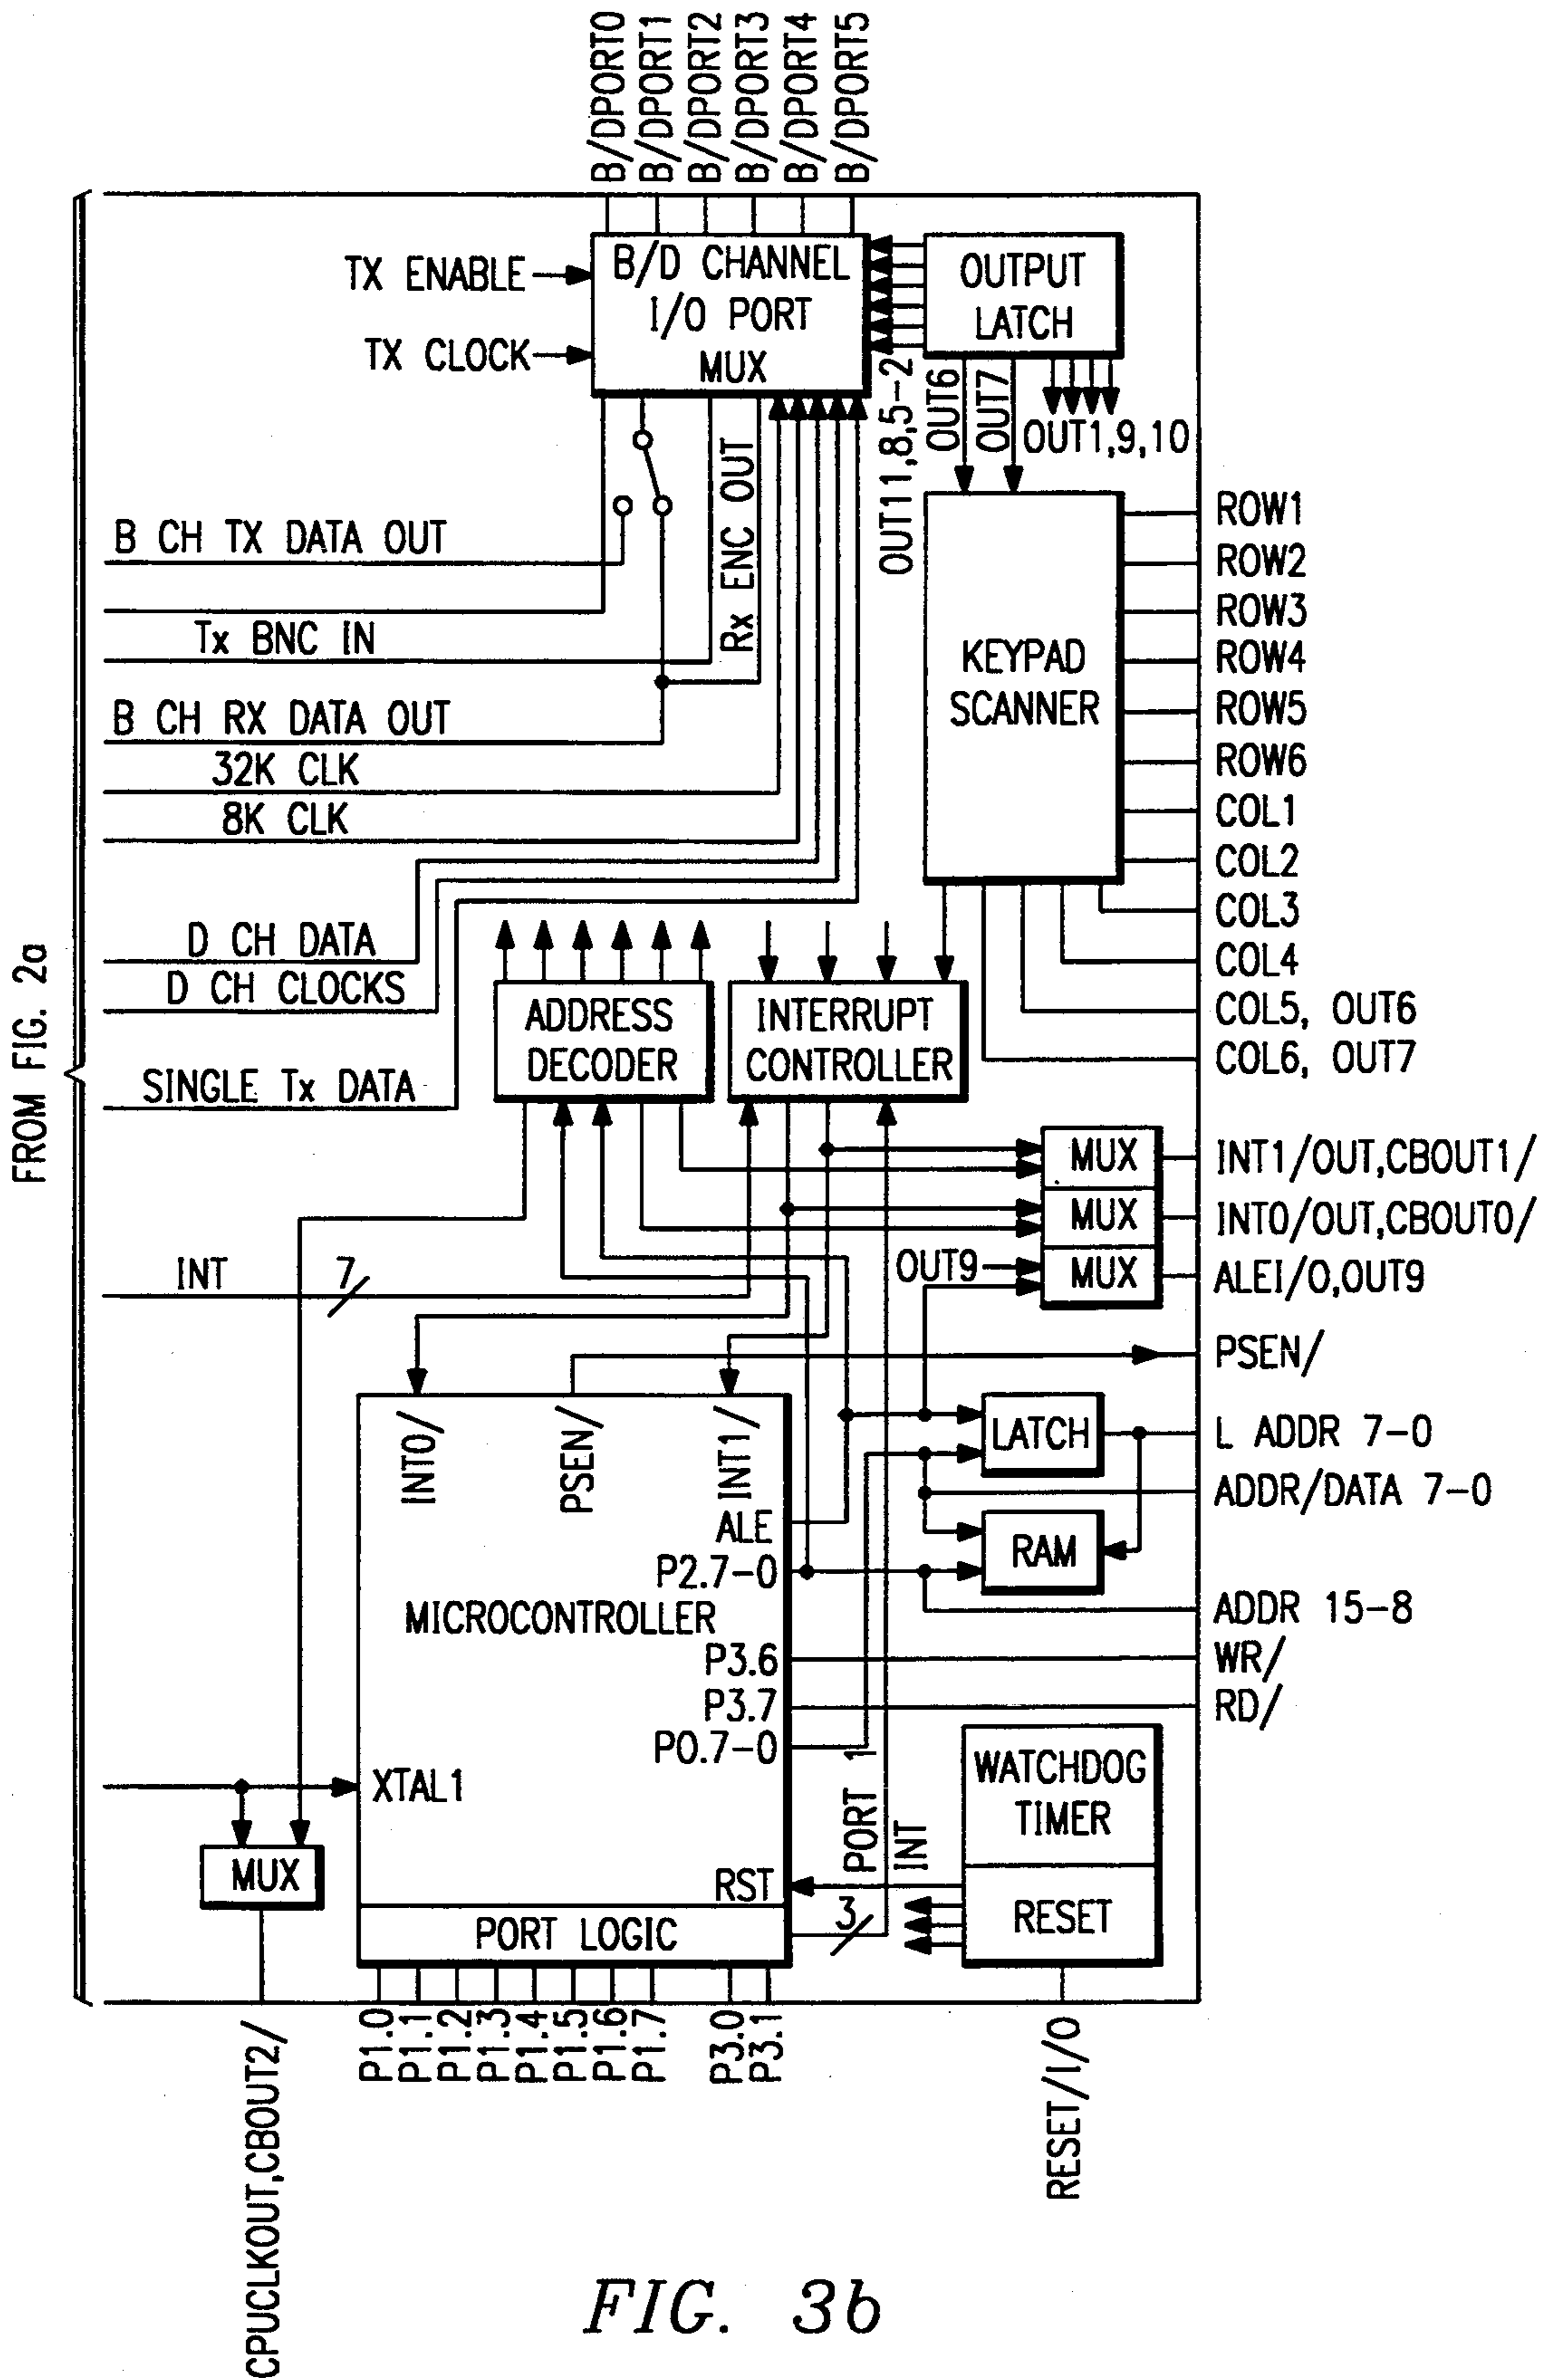 B/DPORT0
B/DPORT1
B/DPORT2
B/DPORT3
B/DPORT4
B/DPORT5
TX ENABLE
TX CLOCK
B/D CHANNEL
I/O PORT
MUX
OUTPUT
LATCH
OUT11,8,5-2
OUT6
OUT7
OUT1,9,10
B CH TX DATA OUT
Tx BNC IN
Rx ENC OUT
B CH RX DATA OUT
32K CLK
8K CLK
D CH DATA
D CH CLOCKS
SINGLE Tx DATA
FROM FIG. 2a
KEYPAD
SCANNER
ROW1
ROW2
ROW3
ROW4
ROW5
ROW6
COL1
COL2
COL3
COL4
COL5, OUT6
COL6, OUT7
ADDRESS
DECODER
INTERRUPT
CONTROLLER
MUX
INT1/OUT,CBOUT1/
MUX
INT0/OUT,CBOUT0/
OUT9
MUX
ALEI/O,OUT9
INT
7
PSEN/
INT0/
PSEN/
INT1/
LATCH
L ADDR 7-0
ADDR/DATA 7-0
ALE
RAM
P2.7-0
MICROCONTROLLER
ADDR 15-8
P3.6
WR/
P3.7
RD/
P0.7-0
XTAL1
PORT 1
INT
WATCHDOG
TIMER
MUX
RST
RESET
PORT LOGIC
3
P1.0
P1.1
P1.2
P1.3
P1.4
P1.5
P1.6
P1.7
P3.0
P3.1
CPUCLKOUT,CBOUT2/
RESET/I/O
FIG. 3b